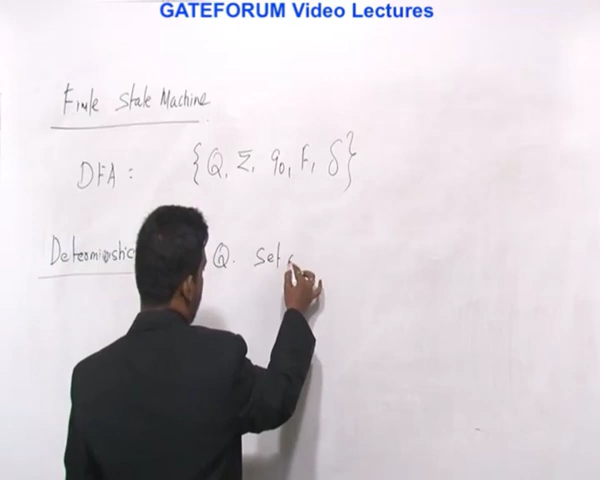 GATEFORUM Video Lectures
Finite State Machine
DFA : {Q, Σ, q0, F, δ}
Deterministic Q. Set